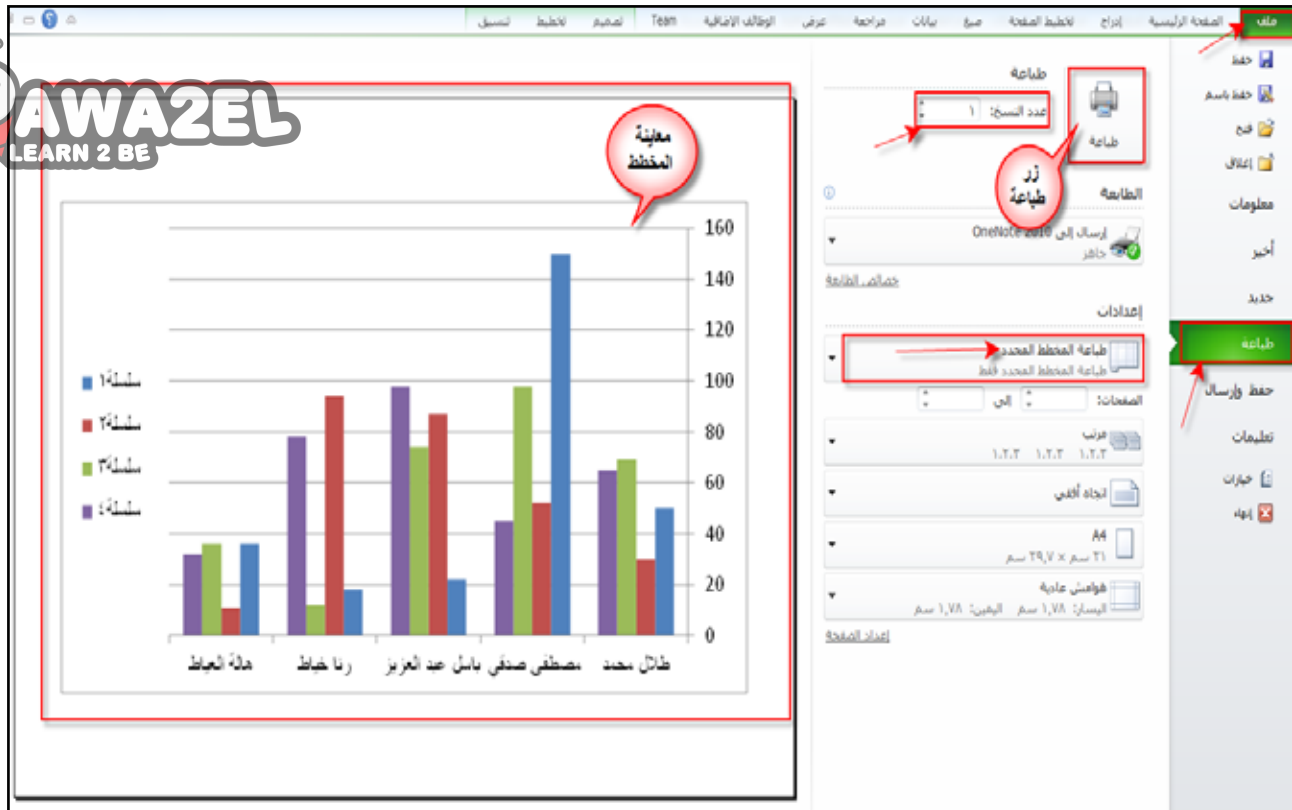 ملف
الصفحة الرئيسية
إدراج
تخطيط الصفحة
صيغ
بيانات
مراجعة
عرض
الوظائف الإضافية
Team
تصميم
تخطيط
تنسيق
حفظ
حفظ باسم
فتح
إغلاق
معلومات
أخير
جديد
طباعة
حفظ وإرسال
تعليمات
خيارات
إنهاء
طباعة
عدد النسخ: ١
طباعة
زر
طباعة
الطابعة
إرسال إلى OneNote 2010
جاهز
خصائص الطابعة
إعدادات
طباعة المخطط المحدد
طباعة المخطط المحدد فقط
الصفحات: إلى
مرتب
١،٢،٣ ١،٢،٣ ١،٢،٣
اتجاه أفقي
A4
٢١ سم × ٢٩,٧ سم
هوامش عادية
اليسار: ١,٧٨ سم اليمين: ١,٧٨ سم
إعداد الصفحة
معاينة
المخطط
160
140
120
100
80
60
40
20
0
طلال محمد
مصطفى صدقي
باسل عبد العزيز
رنا خياط
هالة العياط
سلسلة١
سلسلة٢
سلسلة٣
سلسلة٤
AWA2EL
LEARN 2 BE